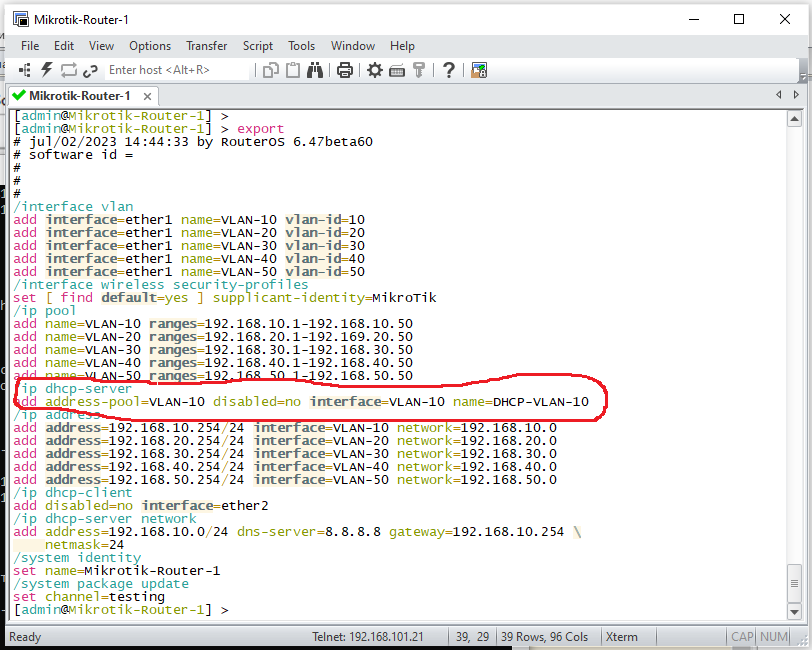 Mikrotik-Router-1
File Edit View Options Transfer Script Tools Window Help
Enter host <Alt+R>
Mikrotik-Router-1
[admin@Mikrotik-Router-1] >
[admin@Mikrotik-Router-1] > export
# jul/02/2023 14:44:33 by RouterOS 6.47beta60
# software id =
#
#
#
/interface vlan
add interface=ether1 name=VLAN-10 vlan-id=10
add interface=ether1 name=VLAN-20 vlan-id=20
add interface=ether1 name=VLAN-30 vlan-id=30
add interface=ether1 name=VLAN-40 vlan-id=40
add interface=ether1 name=VLAN-50 vlan-id=50
/interface wireless security-profiles
set [ find default=yes ] supplicant-identity=MikroTik
/ip pool
add name=VLAN-10 ranges=192.168.10.1-192.168.10.50
add name=VLAN-20 ranges=192.168.20.1-192.169.20.50
add name=VLAN-30 ranges=192.168.30.1-192.168.30.50
add name=VLAN-40 ranges=192.168.40.1-192.168.40.50
add name=VLAN-50 ranges=192.168.50.1-192.168.50.50
/ip dhcp-server
add address-pool=VLAN-10 disabled=no interface=VLAN-10 name=DHCP-VLAN-10
/ip address
add address=192.168.10.254/24 interface=VLAN-10 network=192.168.10.0
add address=192.168.20.254/24 interface=VLAN-20 network=192.168.20.0
add address=192.168.30.254/24 interface=VLAN-30 network=192.168.30.0
add address=192.168.40.254/24 interface=VLAN-40 network=192.168.40.0
add address=192.168.50.254/24 interface=VLAN-50 network=192.168.50.0
/ip dhcp-client
add disabled=no interface=ether2
/ip dhcp-server network
add address=192.168.10.0/24 dns-server=8.8.8.8 gateway=192.168.10.254 \
netmask=24
/system identity
set name=Mikrotik-Router-1
/system package update
set channel=testing
[admin@Mikrotik-Router-1] >
Ready Telnet: 192.168.101.21 39, 29 39 Rows, 96 Cols Xterm CAP NUM